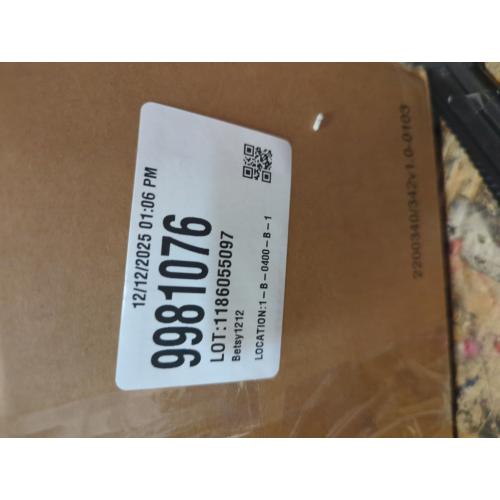 12/12/2025 01:06 PM
9981076
LOT:1186055097
Betsy1212
LOCATION:1-B-0400-B-1
2200340/342v1.0-0103